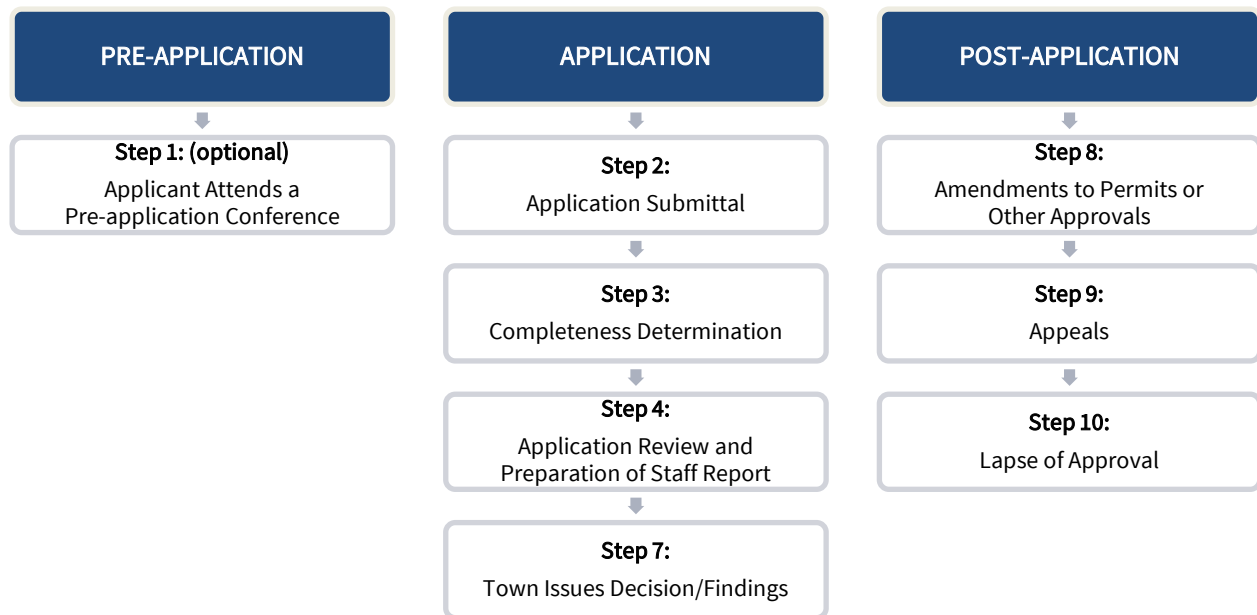 PRE-APPLICATION
Step 1: (optional)
Applicant Attends a
Pre-application Conference
APPLICATION
Step 2:
Application Submittal
Step 3:
Completeness Determination
Step 4:
Application Review and
Preparation of Staff Report
Step 7:
Town Issues Decision/Findings
POST-APPLICATION
Step 8:
Amendments to Permits or
Other Approvals
Step 9:
Appeals
Step 10:
Lapse of Approval